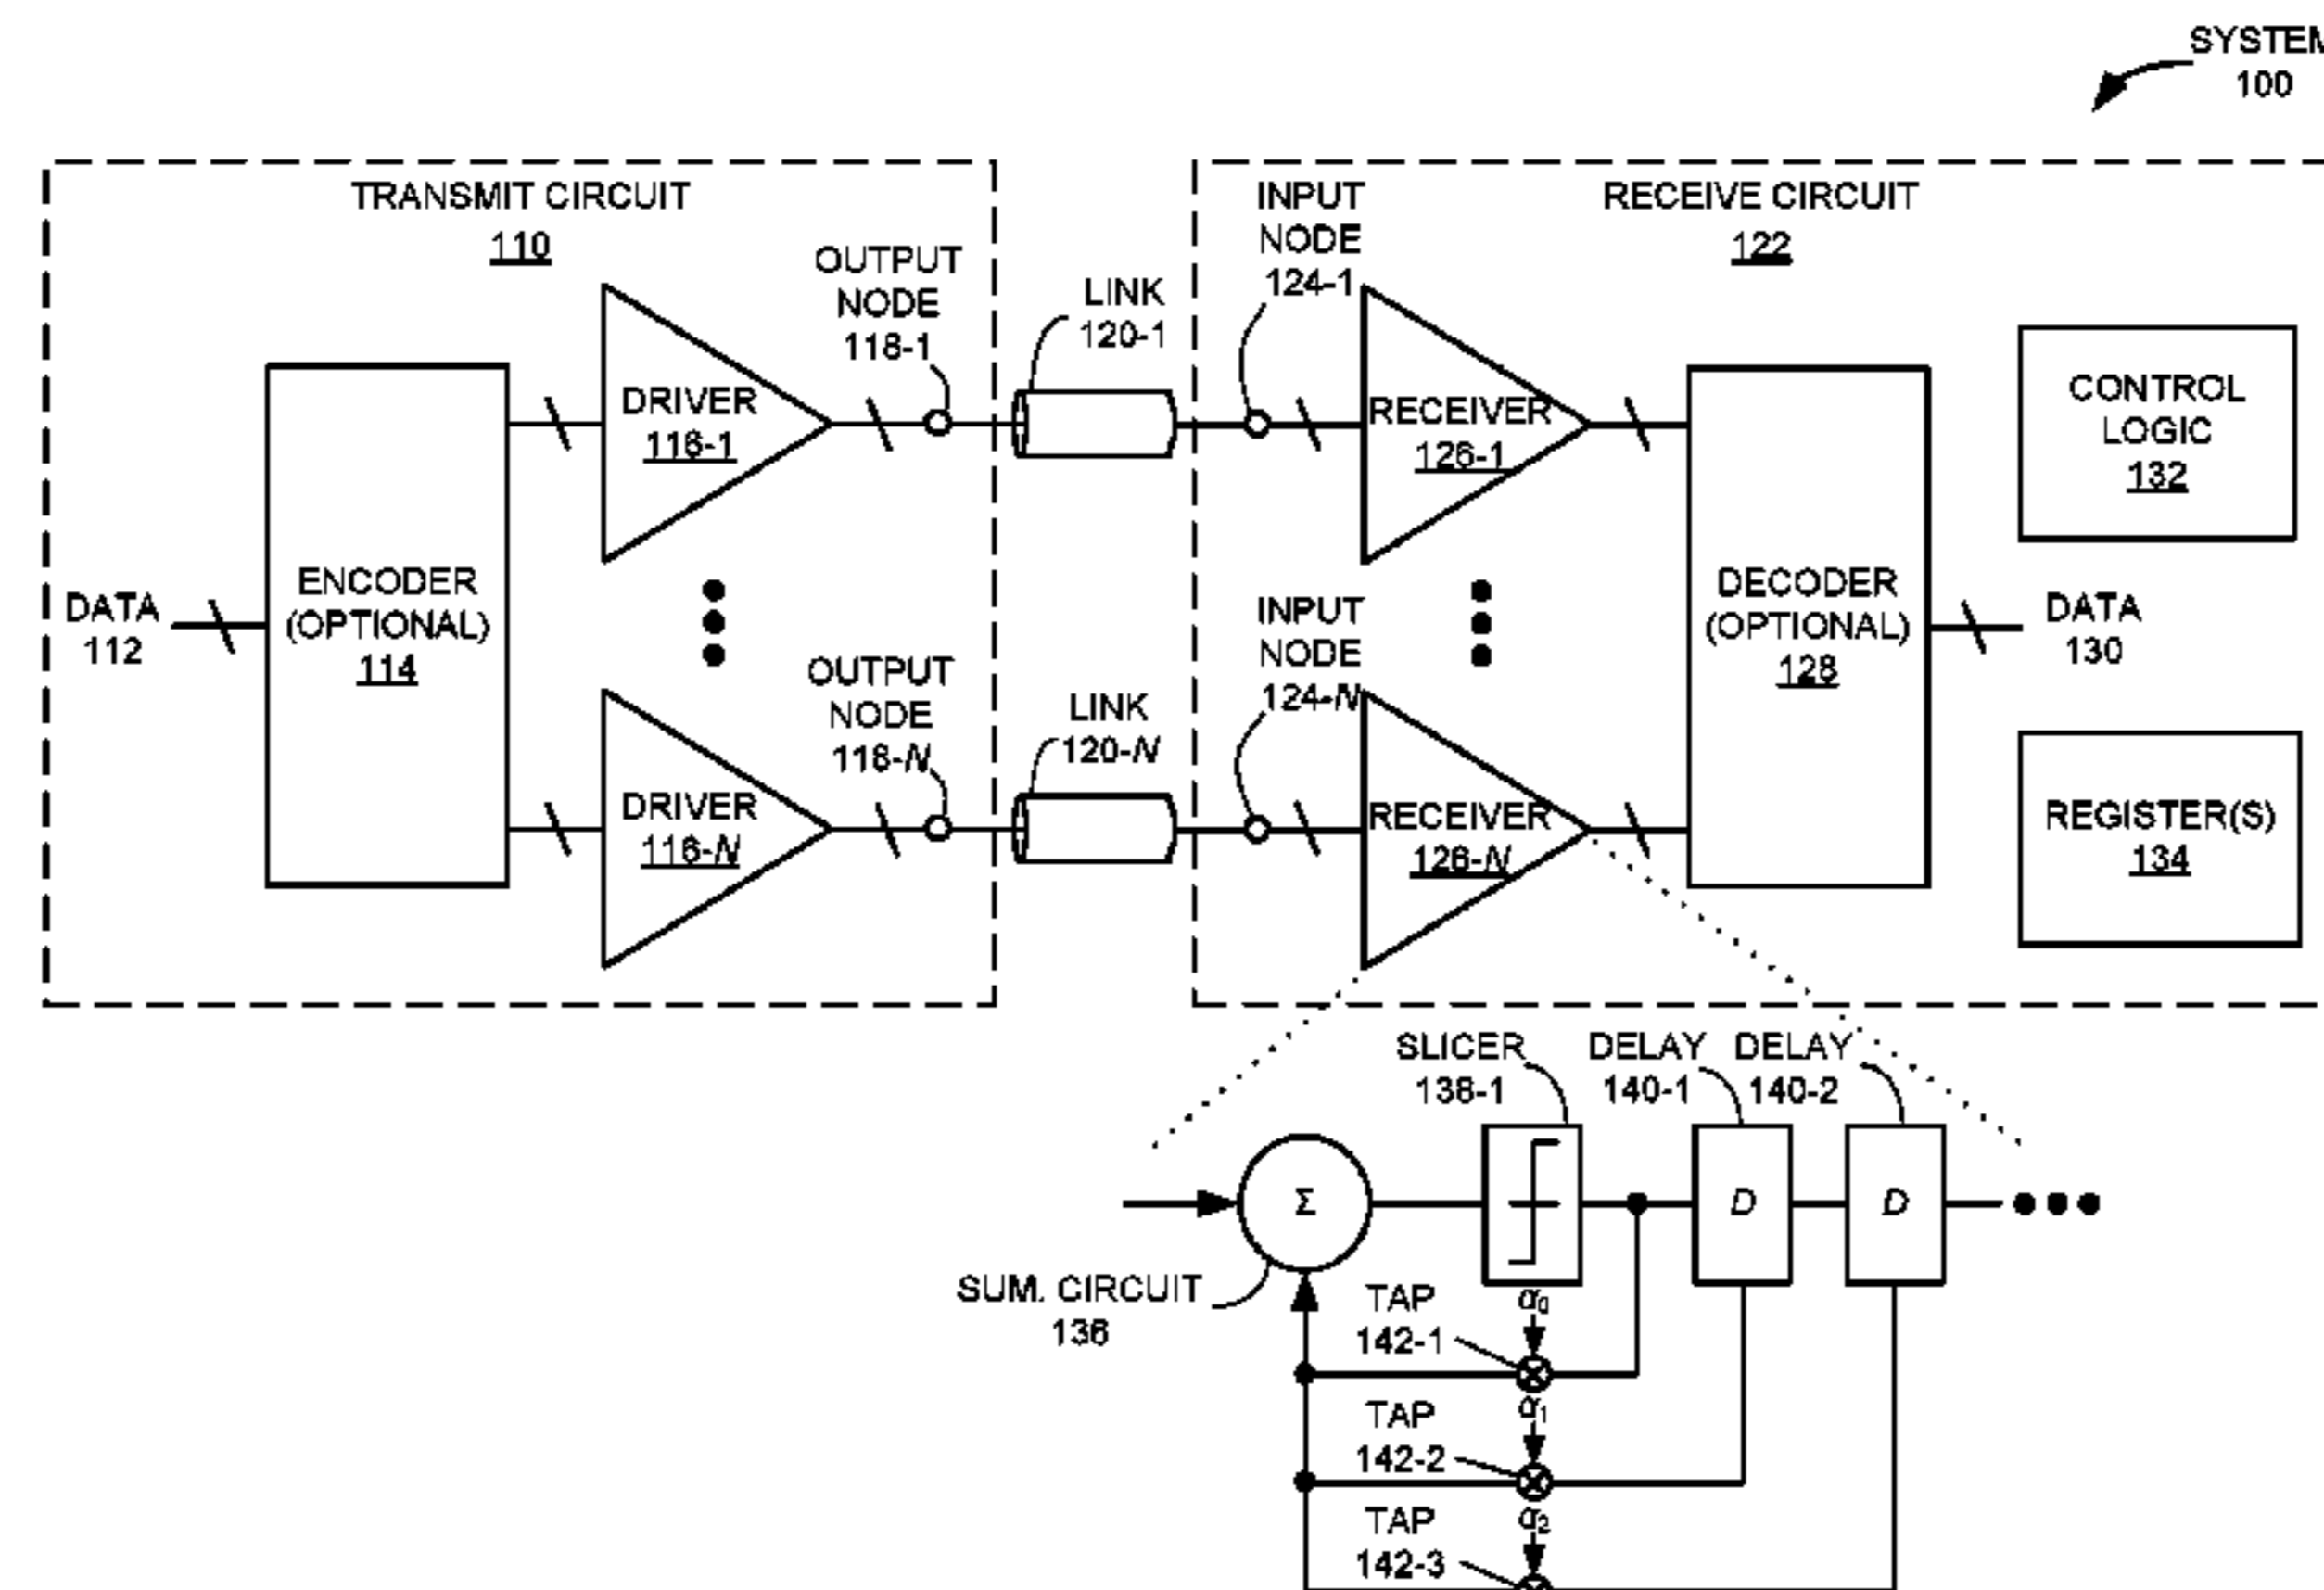 SYSTEM
100
TRANSMIT CIRCUIT
110
INPUT
NODE
124-1
RECEIVE CIRCUIT
122
OUTPUT
NODE
118-1
LINK
120-1
DRIVER
116-1
RECEIVER
126-1
CONTROL
LOGIC
132
DATA
112
ENCODER
(OPTIONAL)
114
INPUT
NODE
124-N
DECODER
(OPTIONAL)
128
DATA
130
OUTPUT
NODE
118-N
LINK
120-N
DRIVER
116-N
RECEIVER
126-N
REGISTER(S)
134
SLICER
138-1
DELAY
140-1
DELAY
140-2
Σ
D
D
SUM. CIRCUIT
136
TAP
142-1
α0
TAP
142-2
α1
TAP
142-3
α2